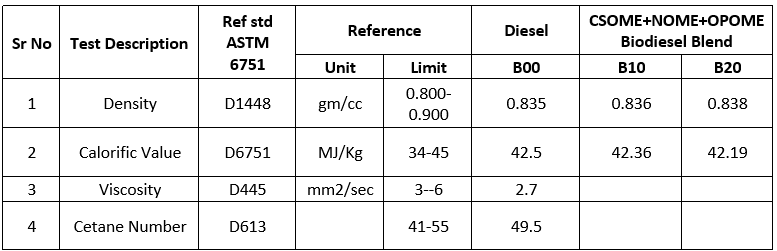 Sr No Test Description Ref std ASTM 6751 Reference Diesel CSOME+NOME+OPOME Biodiesel Blend
Unit Limit B00 B10 B20
1 Density D1448 gm/cc 0.800-0.900 0.835 0.836 0.838
2 Calorific Value D6751 MJ/Kg 34-45 42.5 42.36 42.19
3 Viscosity D445 mm2/sec 3--6 2.7
4 Cetane Number D613 41-55 49.5